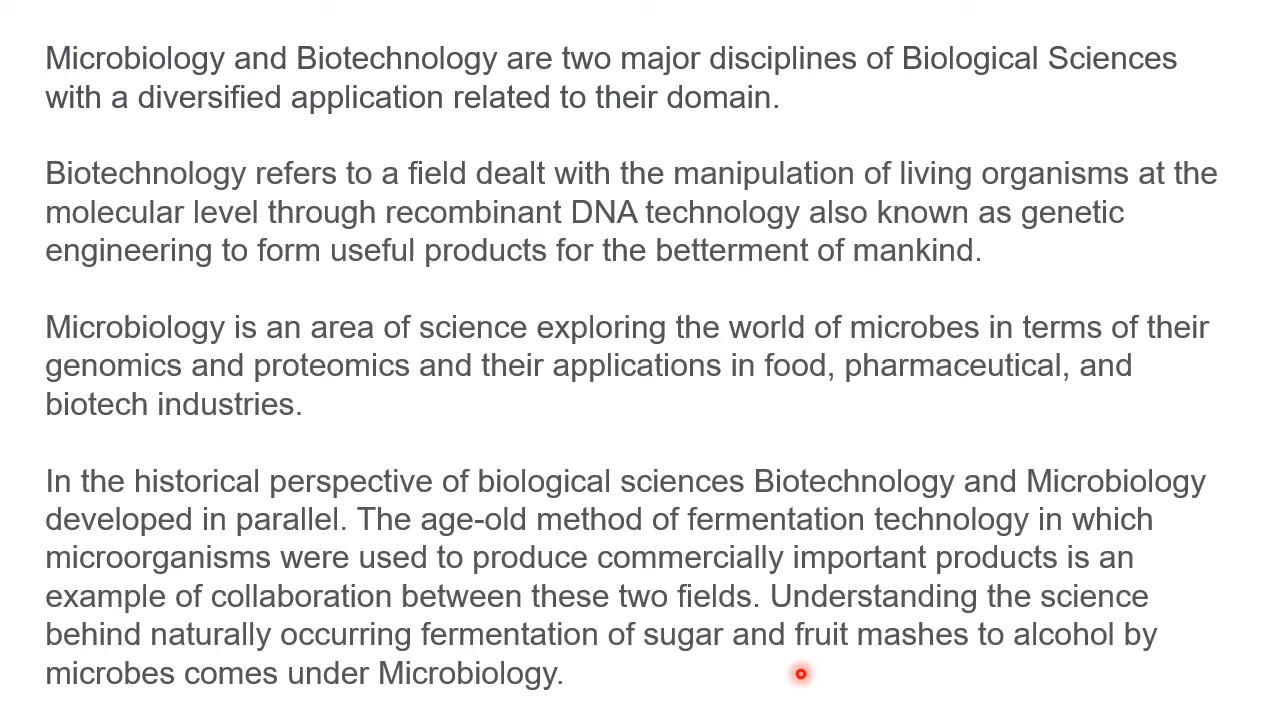 Microbiology and Biotechnology are two major disciplines of Biological Sciences
with a diversified application related to their domain.
Biotechnology refers to a field dealt with the manipulation of living organisms at the
molecular level through recombinant DNA technology also known as genetic
engineering to form useful products for the betterment of mankind.
Microbiology is an area of science exploring the world of microbes in terms of their
genomics and proteomics and their applications in food, pharmaceutical, and
biotech industries.
In the historical perspective of biological sciences Biotechnology and Microbiology
developed in parallel. The age-old method of fermentation technology in which
microorganisms were used to produce commercially important products is an
example of collaboration between these two fields. Understanding the science
behind naturally occurring fermentation of sugar and fruit mashes to alcohol by
microbes comes under Microbiology.